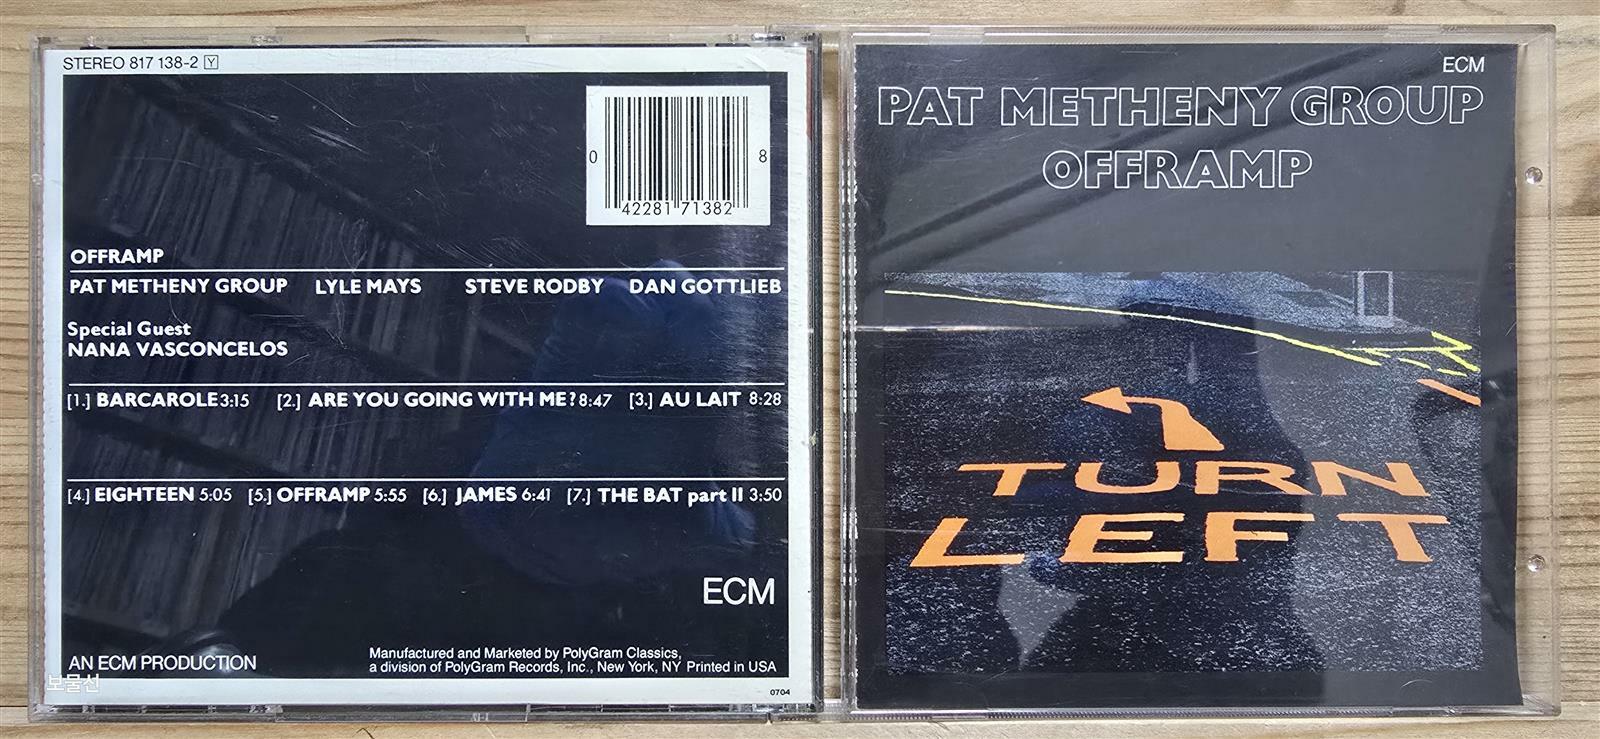 STEREO 817 138-2 Y
0 42281 71382 8
OFFRAMP
PAT METHENY GROUP LYLE MAYS STEVE RODBY DAN GOTTLIEB
Special Guest
NANA VASCONCELOS
[1.] BARCAROLE 3:15 [2.] ARE YOU GOING WITH ME? 8:47 [3.] AU LAIT 8:28
[4.] EIGHTEEN 5:05 [5.] OFFRAMP 5:55 [6.] JAMES 6:41 [7.] THE BAT part II 3:50
ECM
AN ECM PRODUCTION
Manufactured and Marketed by PolyGram Classics,
a division of PolyGram Records, Inc., New York, NY Printed in USA
0704
보물선
ECM
PAT METHENY GROUP
OFFRAMP
TURN
LEFT